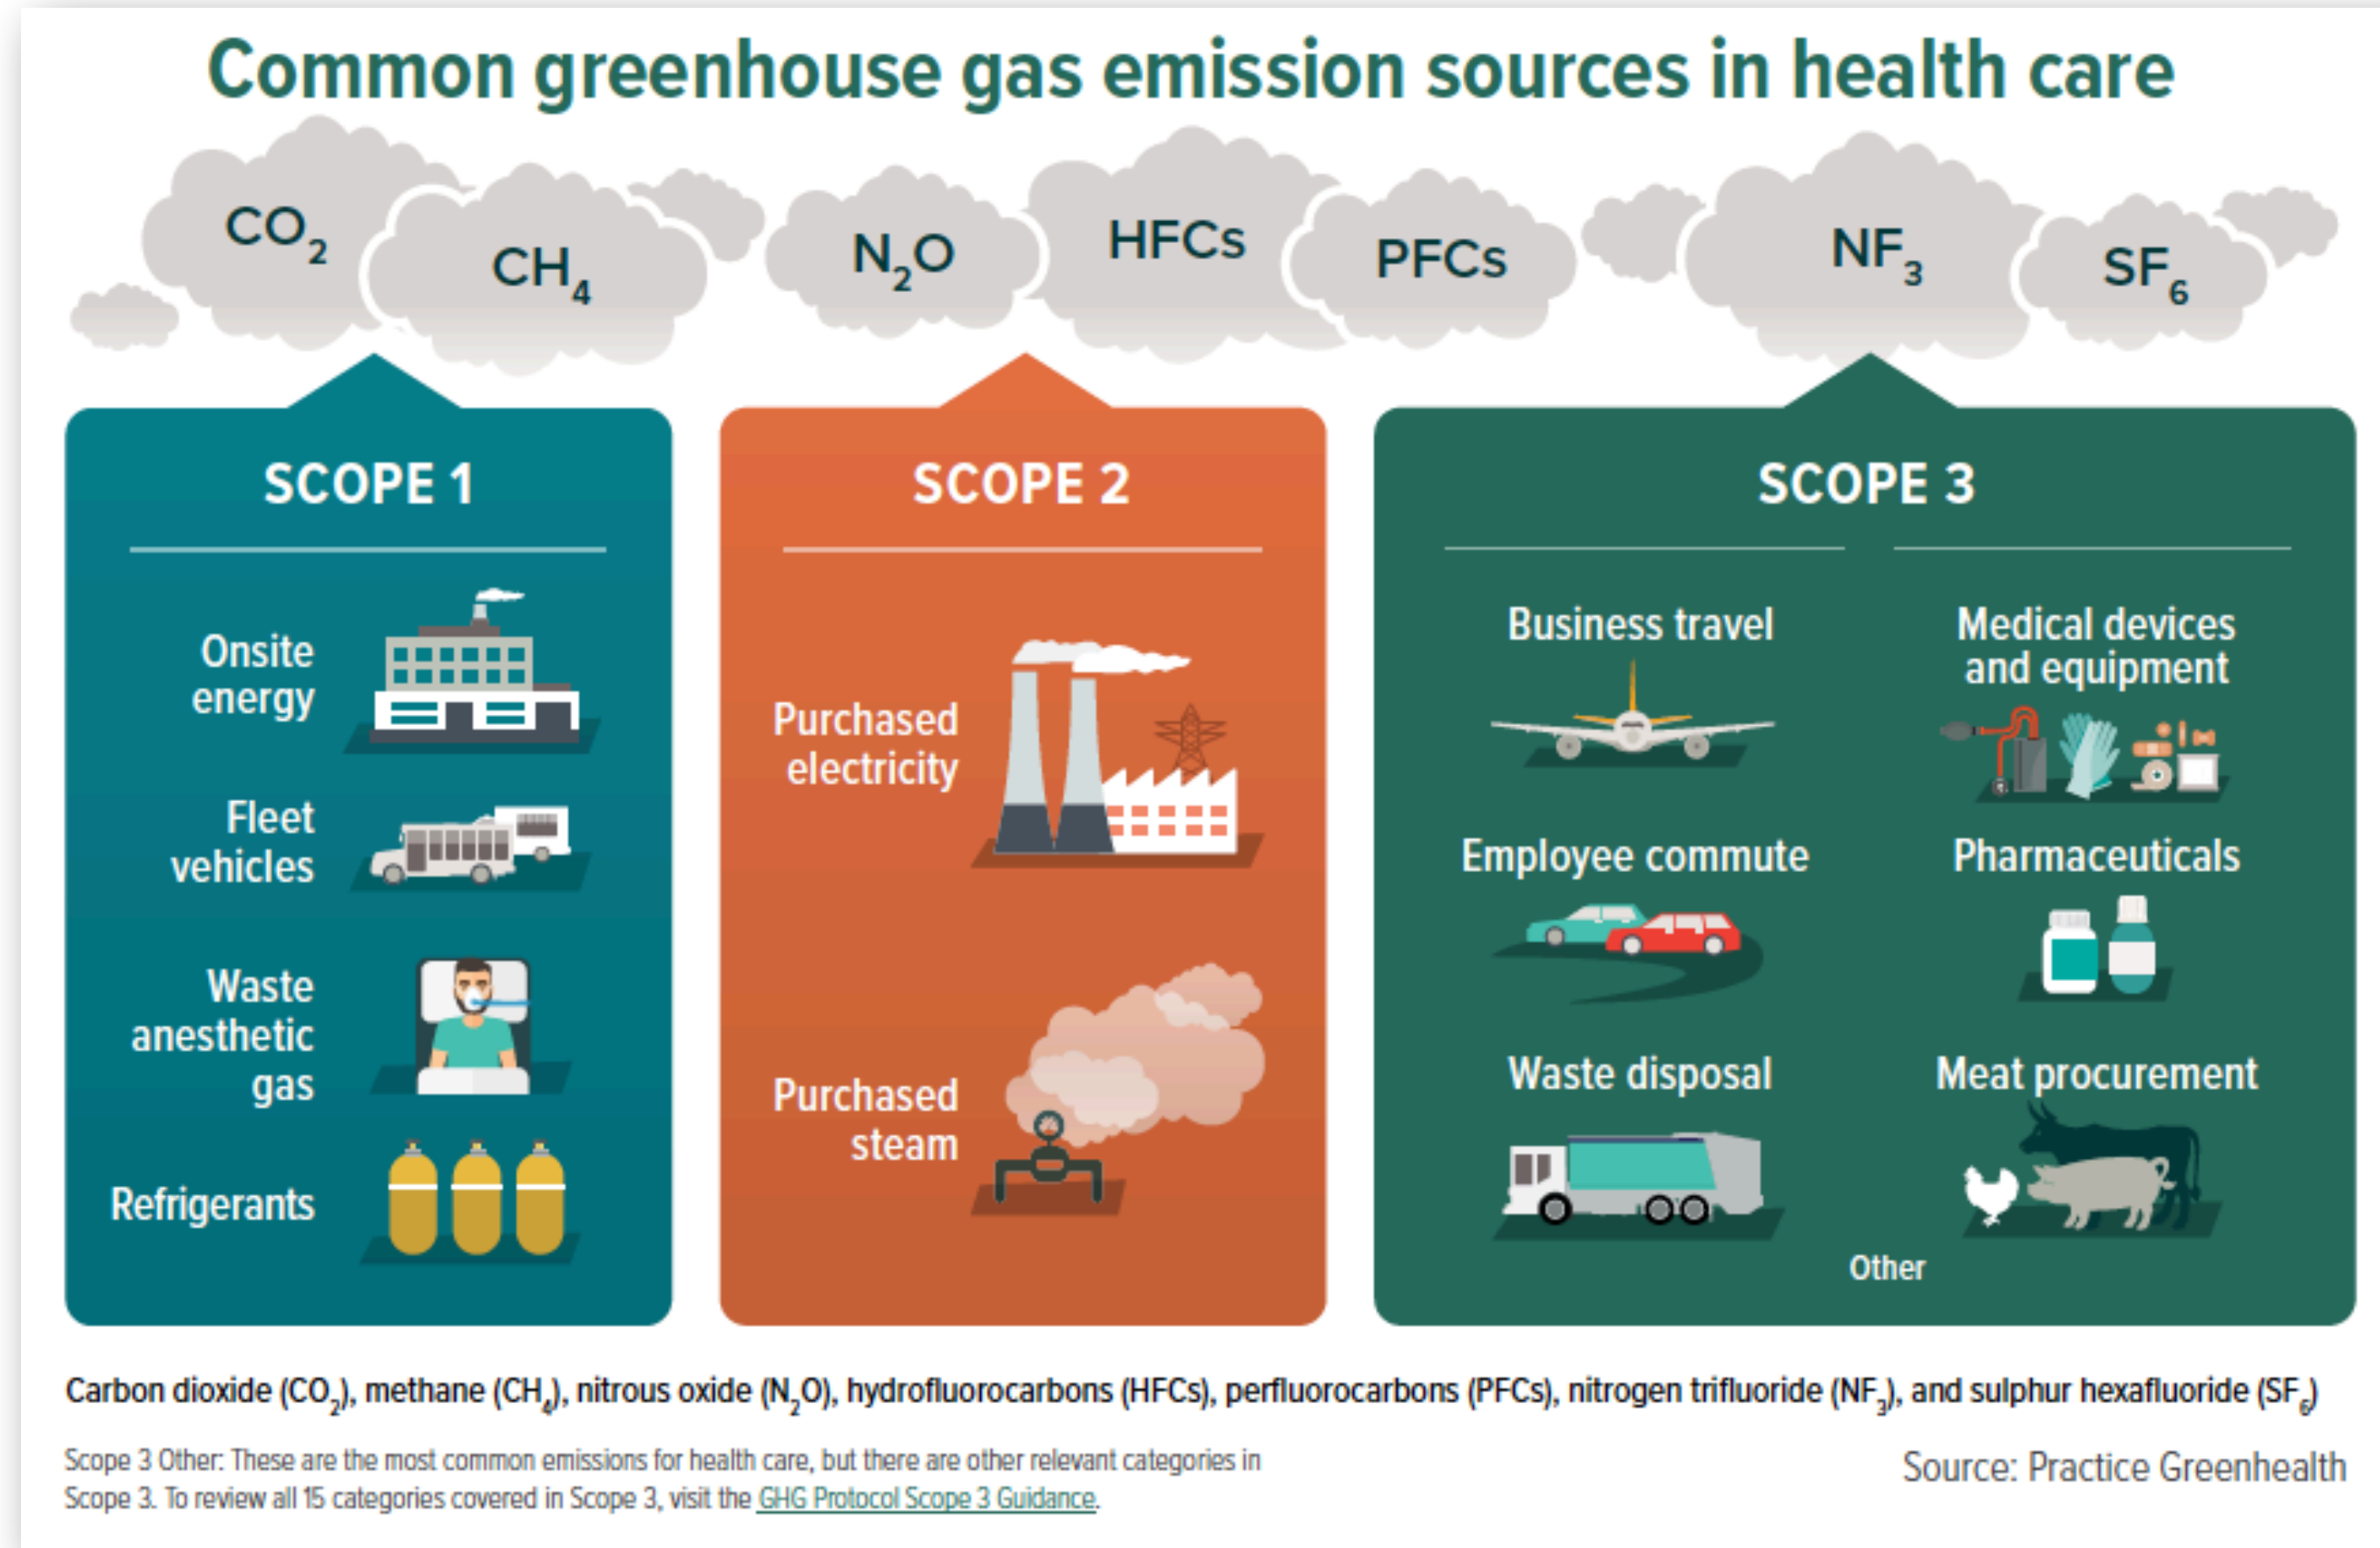 Common greenhouse gas emission sources in health care
CO₂
CH₄
N₂O
HFCs
PFCs
NF₃
SF₆
SCOPE 1
Onsite
energy
Fleet
vehicles
Waste
anesthetic
gas
Refrigerants
SCOPE 2
Purchased
electricity
Purchased
steam
SCOPE 3
Business travel
Employee commute
Waste disposal
Medical devices
and equipment
Pharmaceuticals
Meat procurement
Other
Carbon dioxide (CO₂), methane (CH₄), nitrous oxide (N₂O), hydrofluorocarbons (HFCs), perfluorocarbons (PFCs), nitrogen trifluoride (NF₃), and sulphur hexafluoride (SF₆)
Scope 3 Other: These are the most common emissions for health care, but there are other relevant categories in
Scope 3. To review all 15 categories covered in Scope 3, visit the GHG Protocol Scope 3 Guidance.
Source: Practice Greenhealth